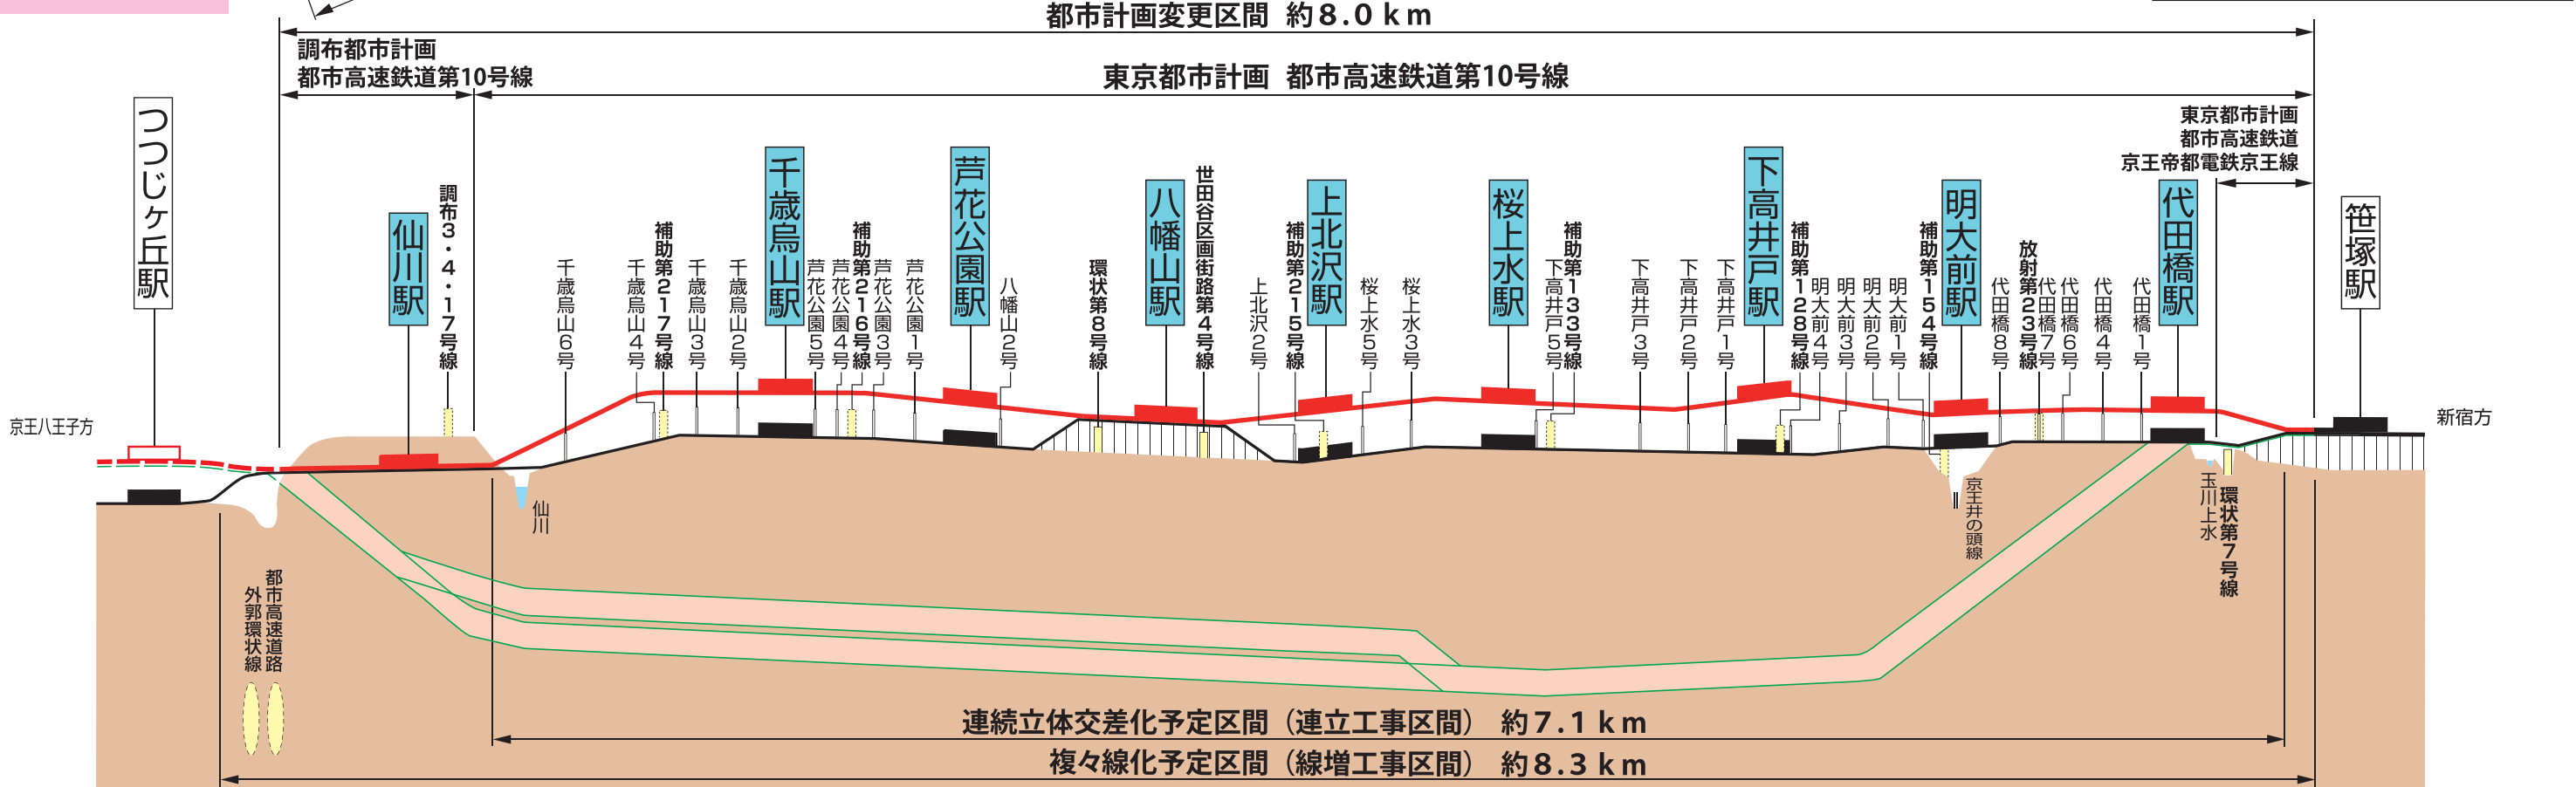 都市計画変更区間 約8.0km
調布都市計画
都市高速鉄道第10号線
東京都市計画 都市高速鉄道第10号線
東京都市計画
都市高速鉄道
京王帝都電鉄京王線
つつじヶ丘駅
仙川駅
調布3・4・17号線
千歳烏山6号
千歳烏山4号
補助第217号線
千歳烏山3号
千歳烏山2号
千歳烏山駅
芦花公園5号
芦花公園4号
補助第216号線
芦花公園3号
芦花公園1号
芦花公園駅
八幡山2号
環状第8号線
八幡山駅
世田谷区画街路第4号線
上北沢2号
補助第215号線
上北沢駅
桜上水5号
桜上水3号
桜上水駅
下高井戸5号
補助第133号線
下高井戸3号
下高井戸2号
下高井戸1号
下高井戸駅
補助第128号線
明大前4号
明大前3号
明大前2号
明大前1号
補助第154号線
明大前駅
代田橋8号
放射第23号線
代田橋7号
代田橋6号
代田橋4号
代田橋1号
代田橋駅
笹塚駅
京王八王子方
新宿方
仙川
京王井の頭線
玉川上水
環状第7号線
都市高速道路
外郭環状線
連続立体交差化予定区間（連立工事区間） 約7.1km
複々線化予定区間（線増工事区間） 約8.3km